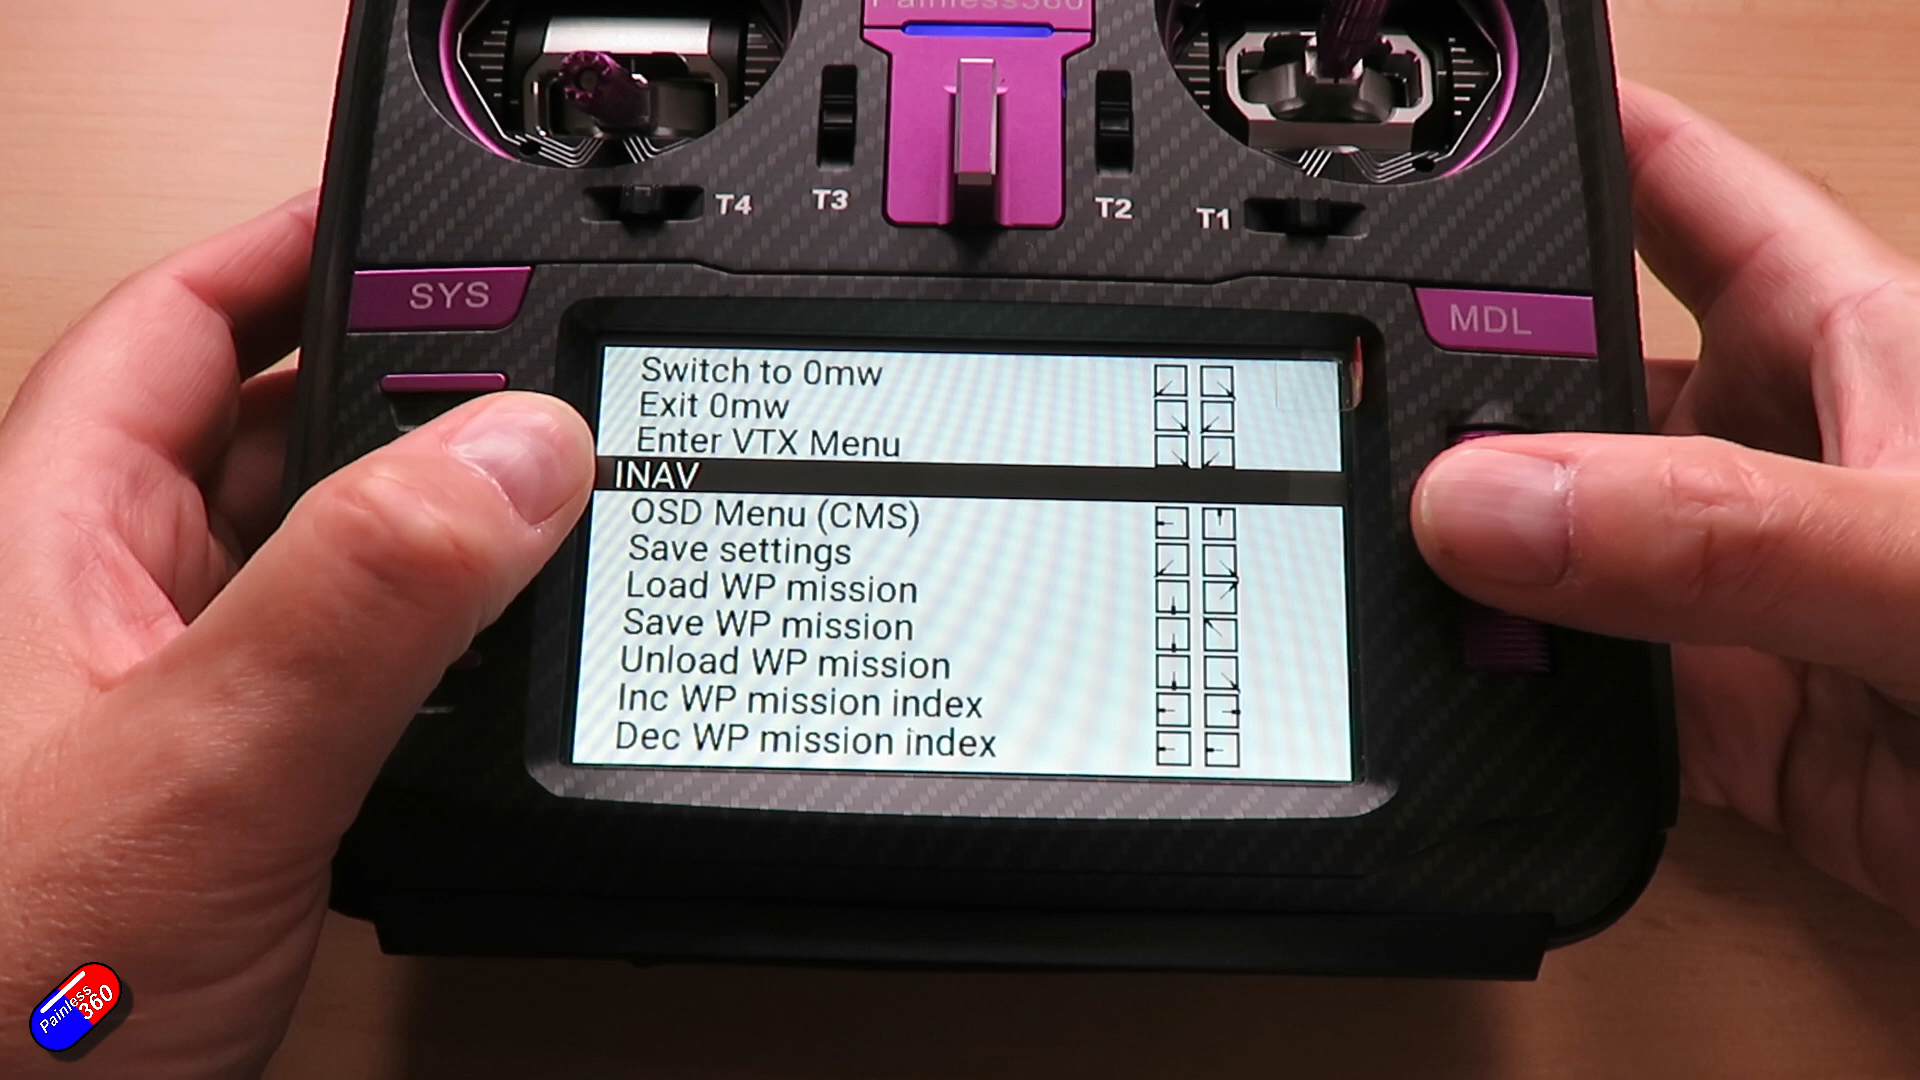 Painless360
T4
T3
T2
T1
SYS
MDL
Switch to 0mw
Exit 0mw
Enter VTX Menu
INAV
OSD Menu (CMS)
Save settings
Load WP mission
Save WP mission
Unload WP mission
Inc WP mission index
Dec WP mission index
Painless
360